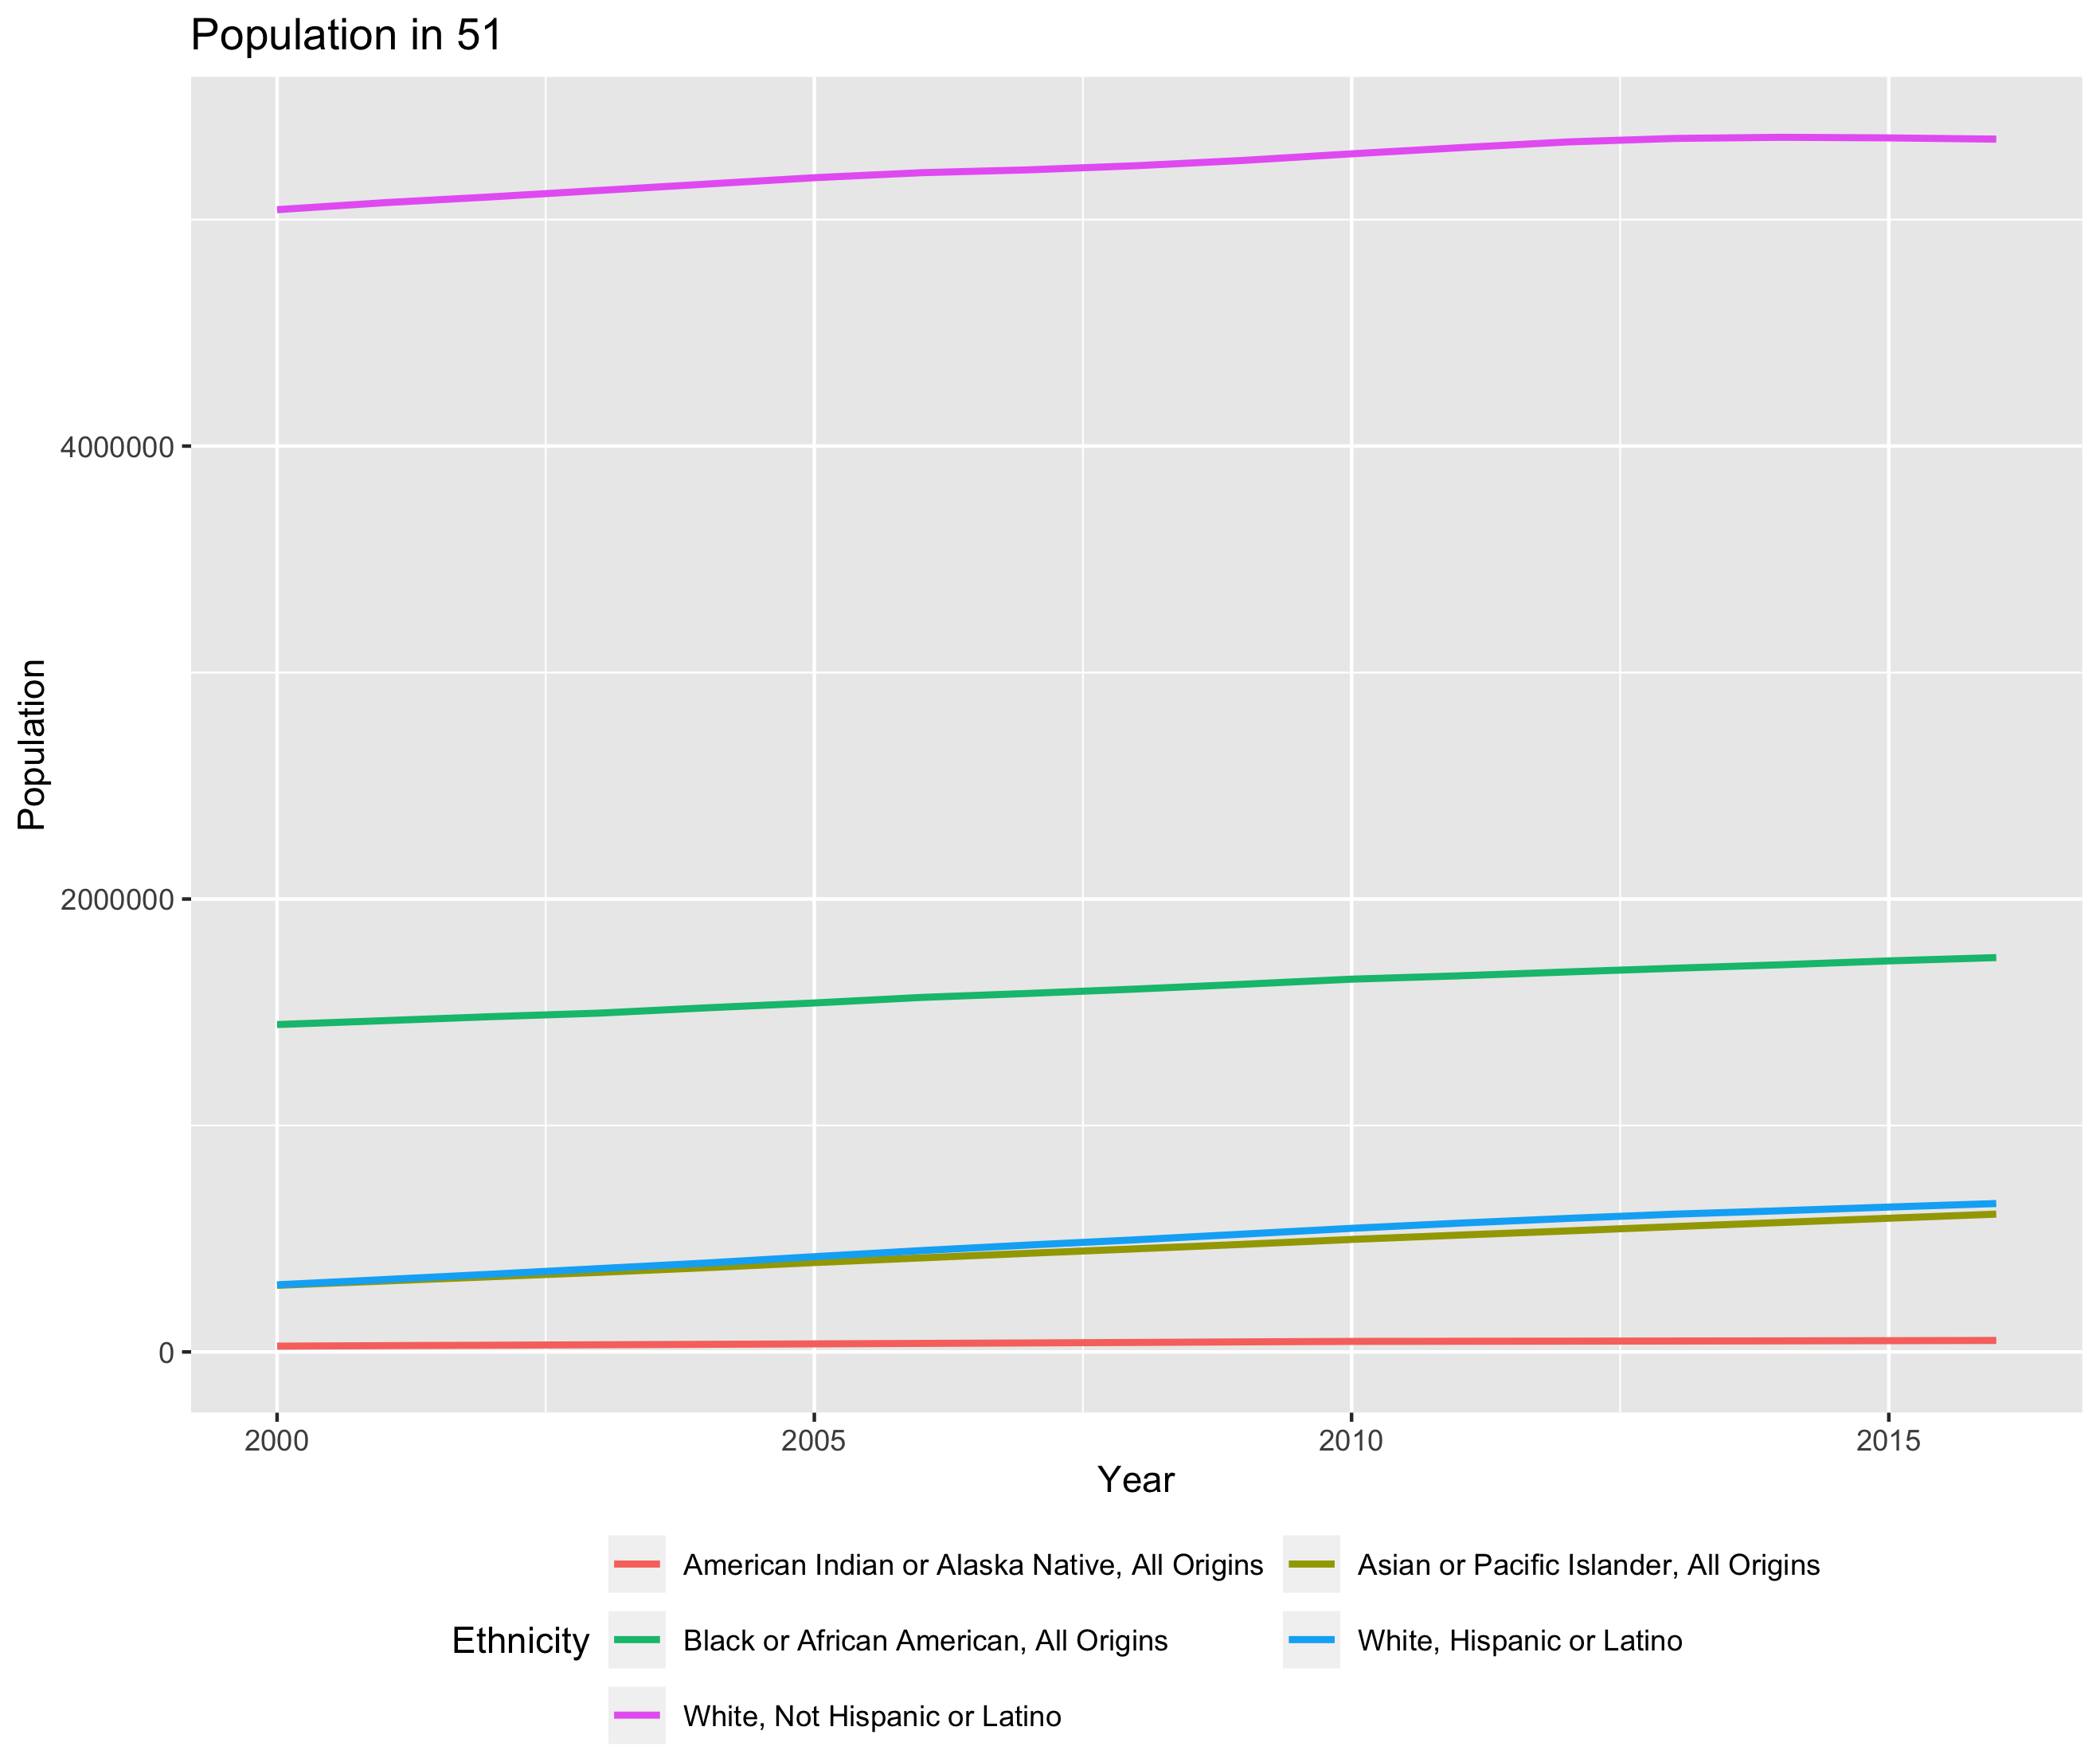 Population in 51
Population
4000000
2000000
0
2000 2005 2010 2015
Year
Ethnicity
American Indian or Alaska Native, All Origins
Asian or Pacific Islander, All Origins
Black or African American, All Origins
White, Hispanic or Latino
White, Not Hispanic or Latino